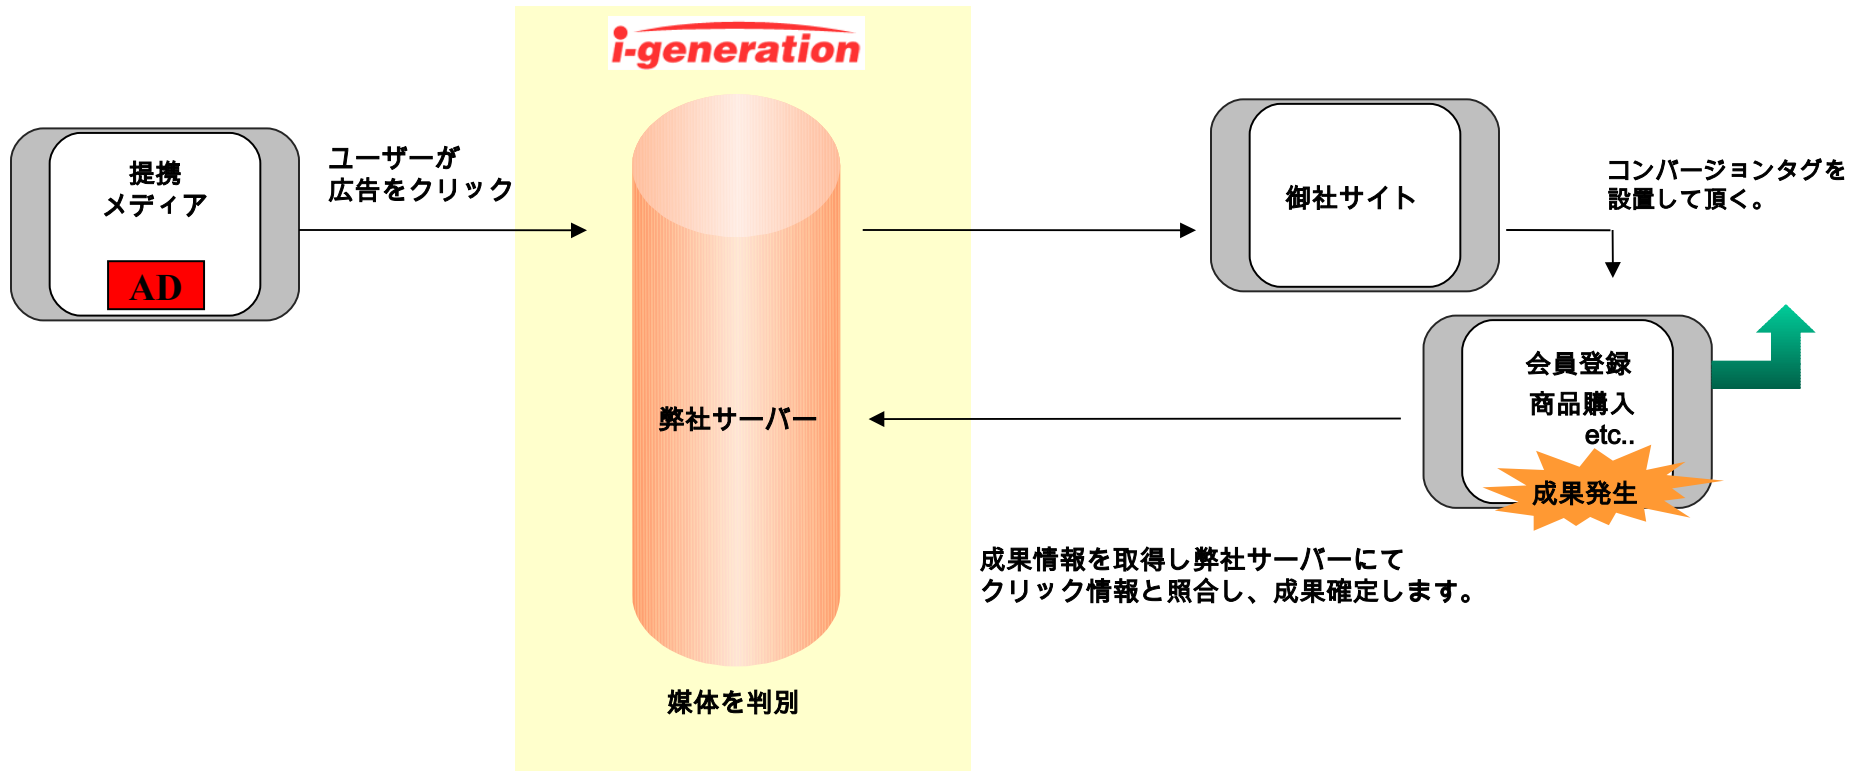 i-generation
提携
メディア
AD
ユーザーが
広告をクリック
弊社サーバー
媒体を判別
御社サイト
コンバージョンタグを
設置して頂く。
会員登録
商品購入
etc..
成果発生
成果情報を取得し弊社サーバーにて
クリック情報と照合し、成果確定します。